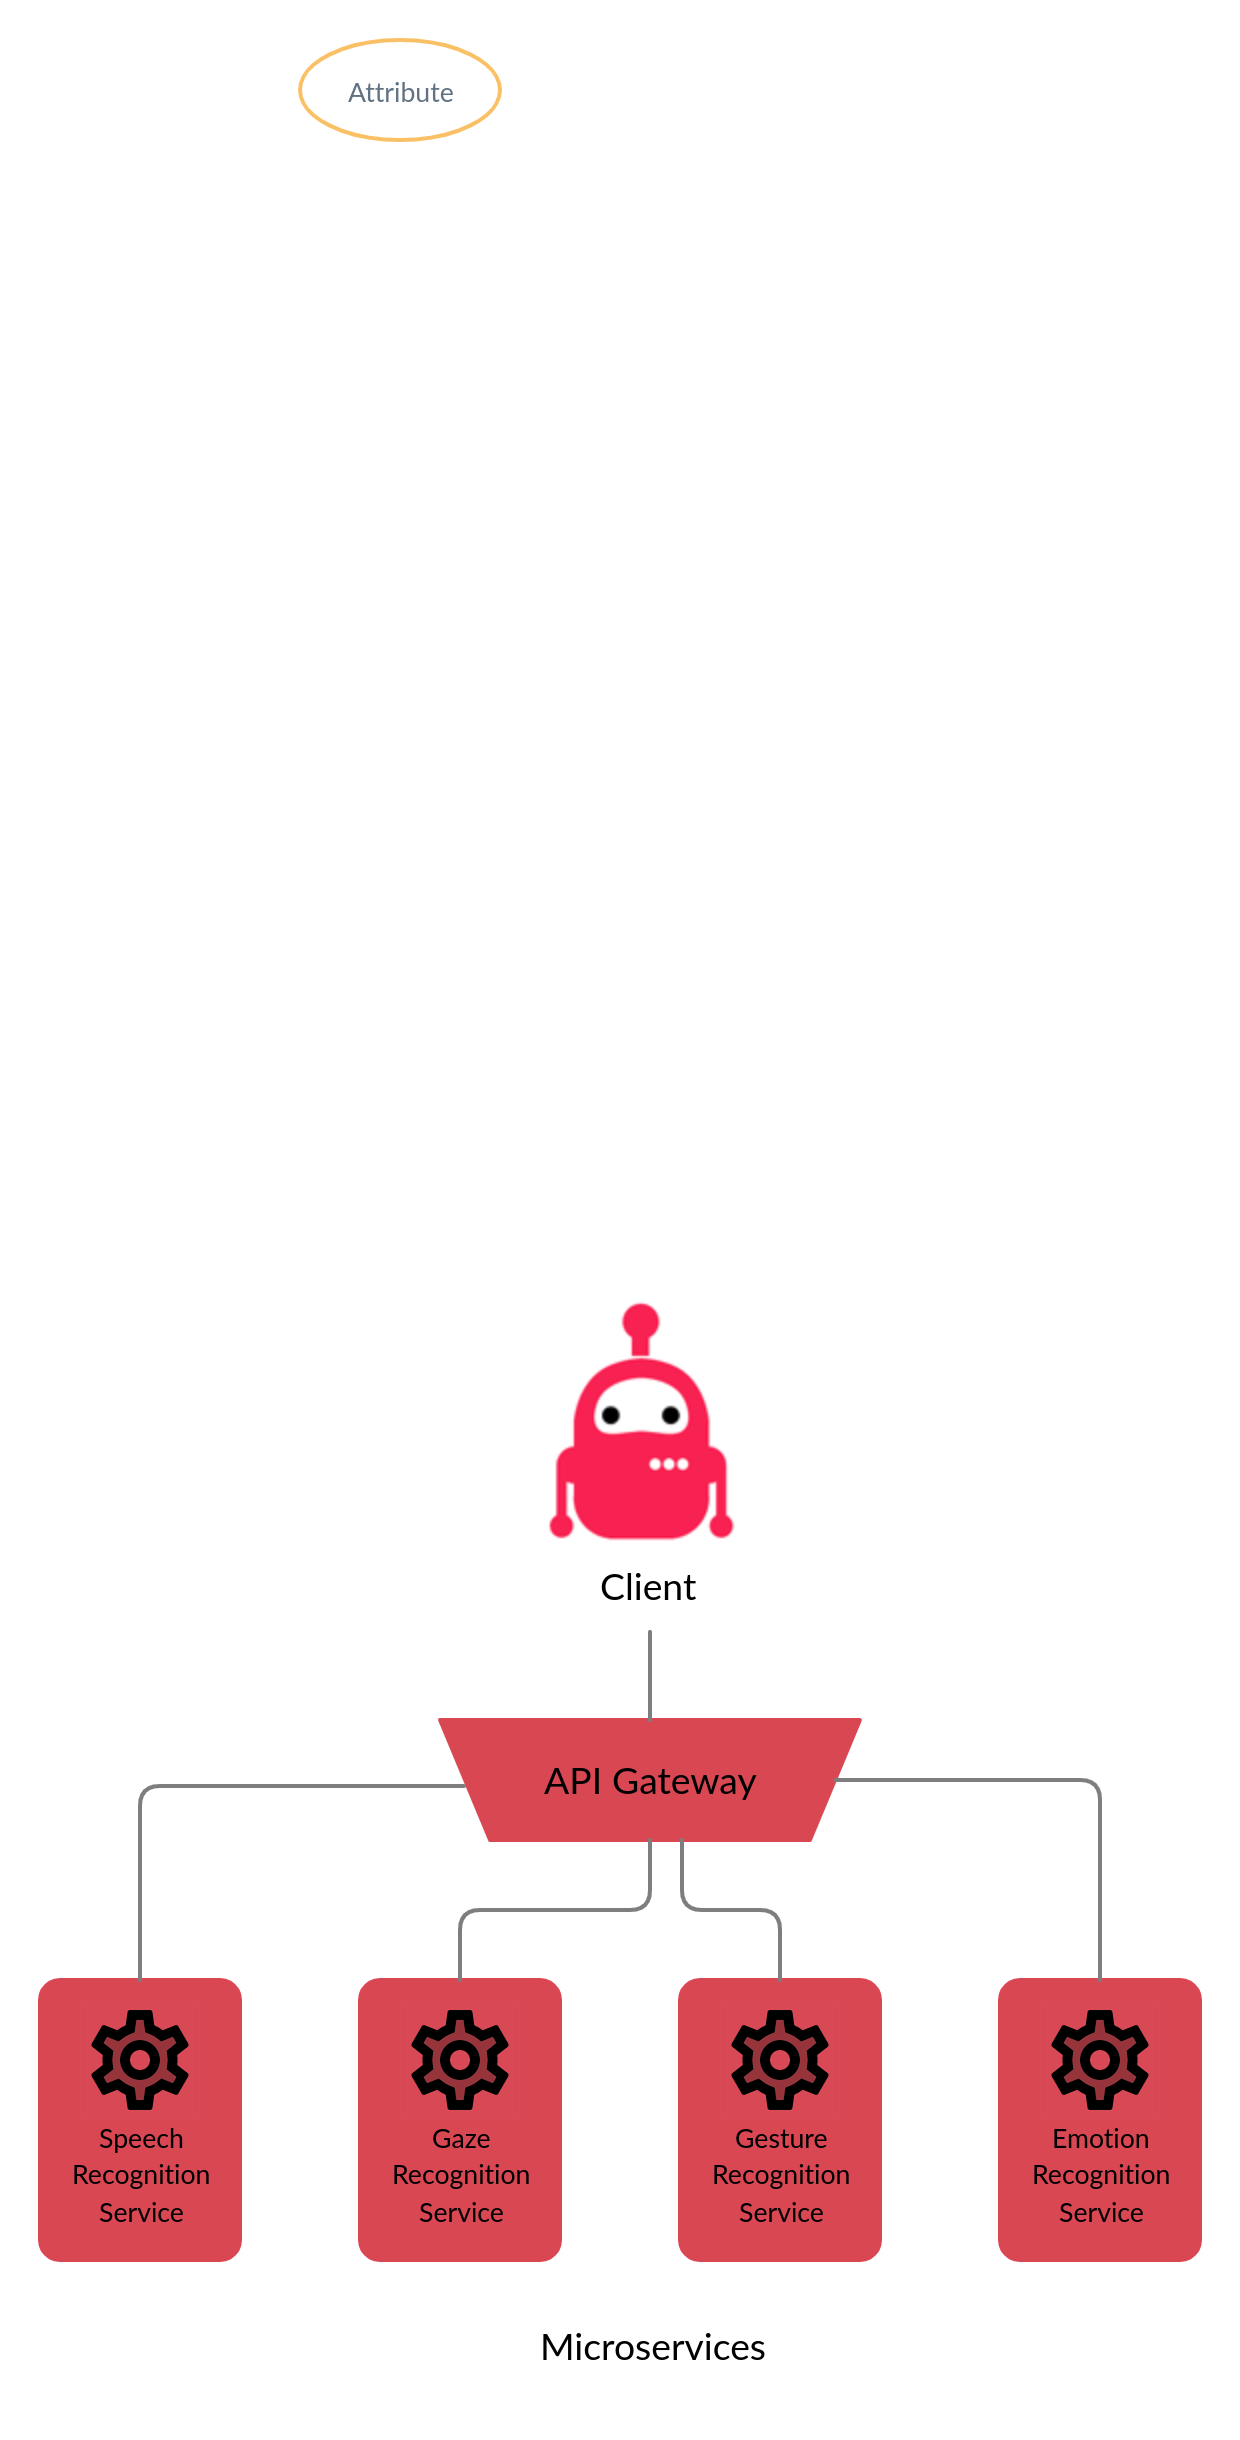 Attribute
Client
API Gateway
Speech
Recognition
Service
Gaze
Recognition
Service
Gesture
Recognition
Service
Emotion
Recognition
Service
Microservices